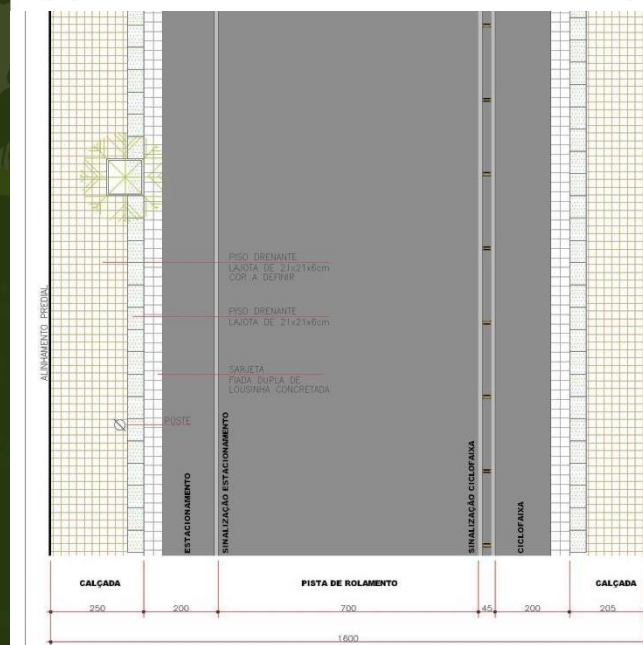 PISO DRENANTE
LAJOTA DE 21x21x6cm
COR A DEFINIR
PISO DRENANTE
LAJOTA DE 21x21x6cm
SARJETA
FIADA DUPLA DE
LOUSINHA CONCRETADA
POSTE
ALINHAMENTO PREDIAL
ESTACIONAMENTO
SINALIZAÇÃO ESTACIONAMENTO
SINALIZAÇÃO CICLOFAIXA
CICLOFAIXA
CALÇADA
PISTA DE ROLAMENTO
CALÇADA
250
200
700
45
200
205
1600